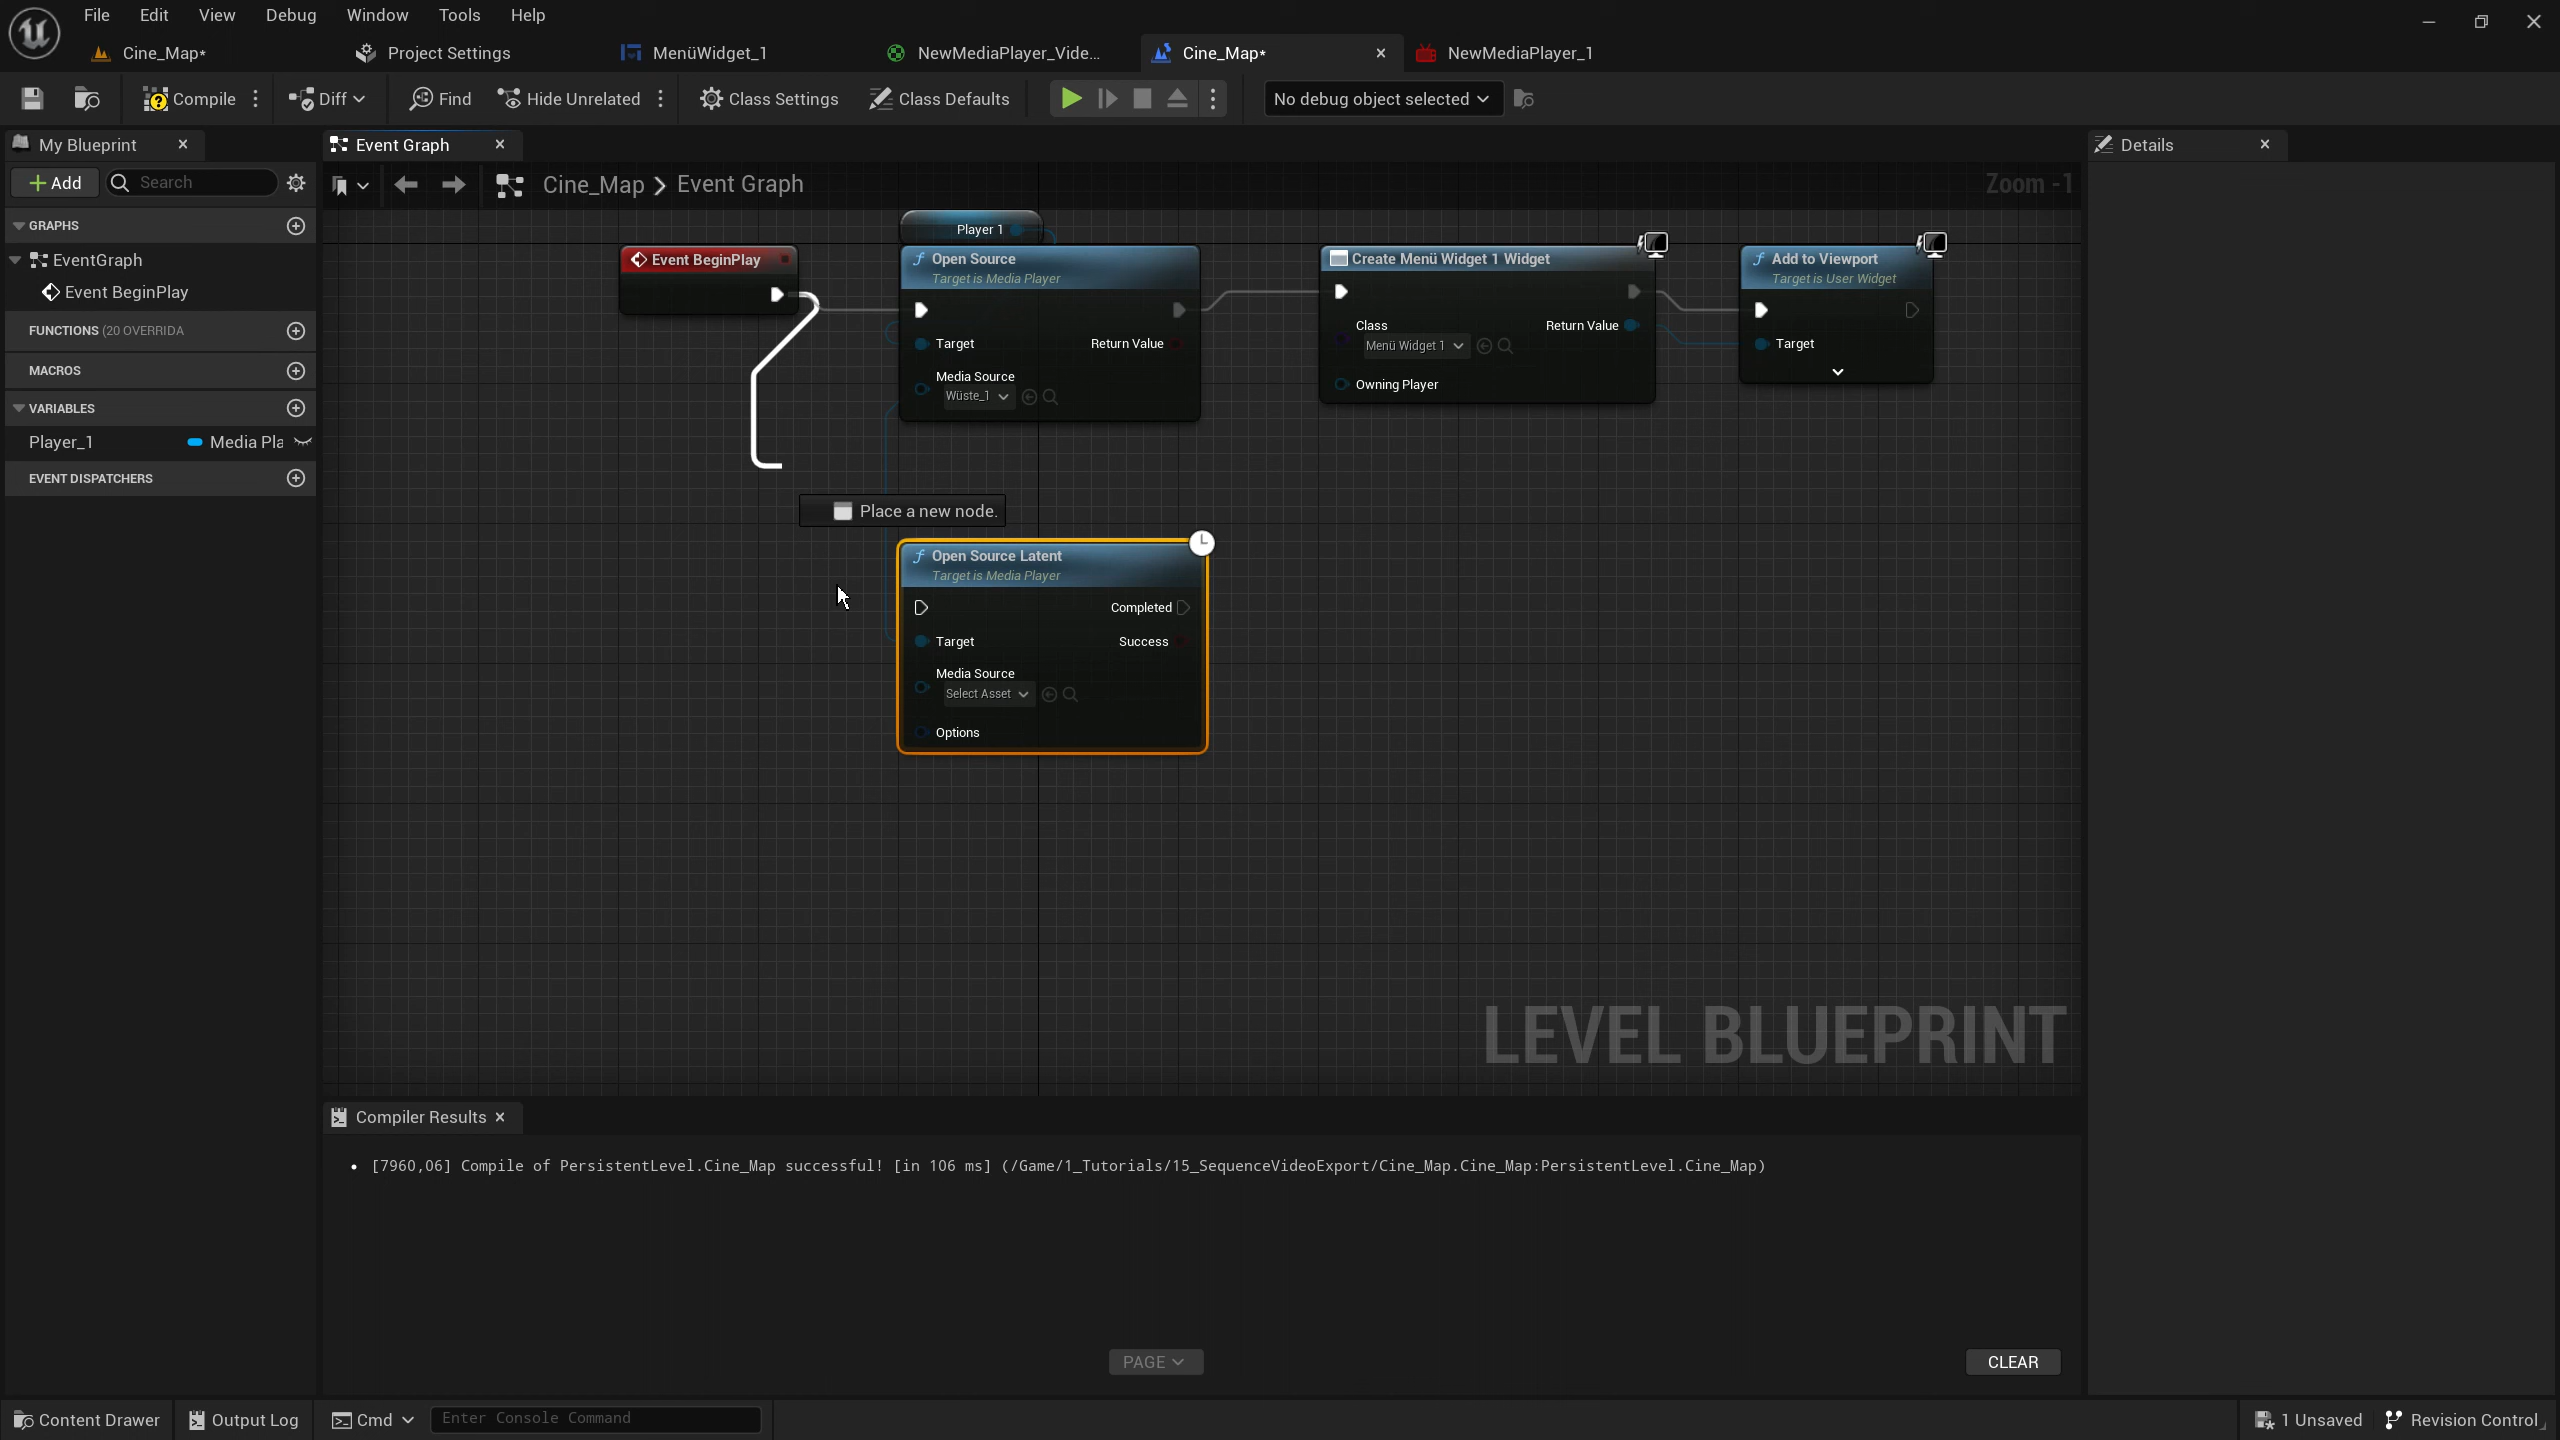 File Edit View Debug Window Tools Help
Cine_Map* Project Settings MenüWidget_1 NewMediaPlayer_Vide... Cine_Map* NewMediaPlayer_1
Compile Diff Find Hide Unrelated Class Settings Class Defaults No debug object selected
My Blueprint Event Graph Details
Add Search Cine_Map > Event Graph Zoom -1
GRAPHS
EventGraph
Event BeginPlay
FUNCTIONS (20 OVERRIDA
MACROS
VARIABLES
Player_1 Media Pla
EVENT DISPATCHERS
Player 1
Event BeginPlay
Open Source
Target is Media Player
Target Return Value
Media Source
Wüste_1
Create Menü Widget 1 Widget
Class Return Value
Menü Widget 1
Owning Player
Add to Viewport
Target is User Widget
Target
Place a new node.
Open Source Latent
Target is Media Player
Completed
Target Success
Media Source
Select Asset
Options
LEVEL BLUEPRINT
Compiler Results
• [7960,06] Compile of PersistentLevel.Cine_Map successful! [in 106 ms] (/Game/1_Tutorials/15_SequenceVideoExport/Cine_Map.Cine_Map:PersistentLevel.Cine_Map)
PAGE CLEAR
Content Drawer Output Log Cmd Enter Console Command 1 Unsaved Revision Control